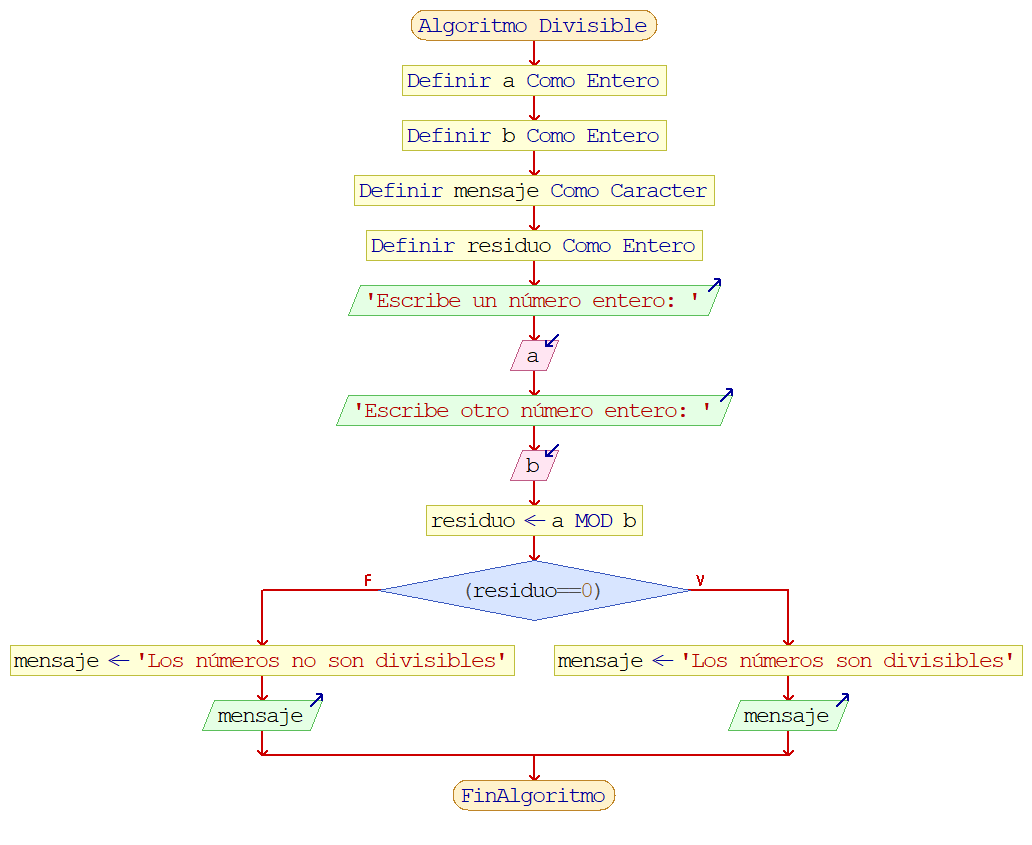 Algoritmo Divisible
Definir a Como Entero
Definir b Como Entero
Definir mensaje Como Caracter
Definir residuo Como Entero
'Escribe un número entero: '
a
'Escribe otro número entero: '
b
residuo ← a MOD b
F
(residuo==0)
V
mensaje ← 'Los números no son divisibles'
mensaje ← 'Los números son divisibles'
mensaje
mensaje
FinAlgoritmo